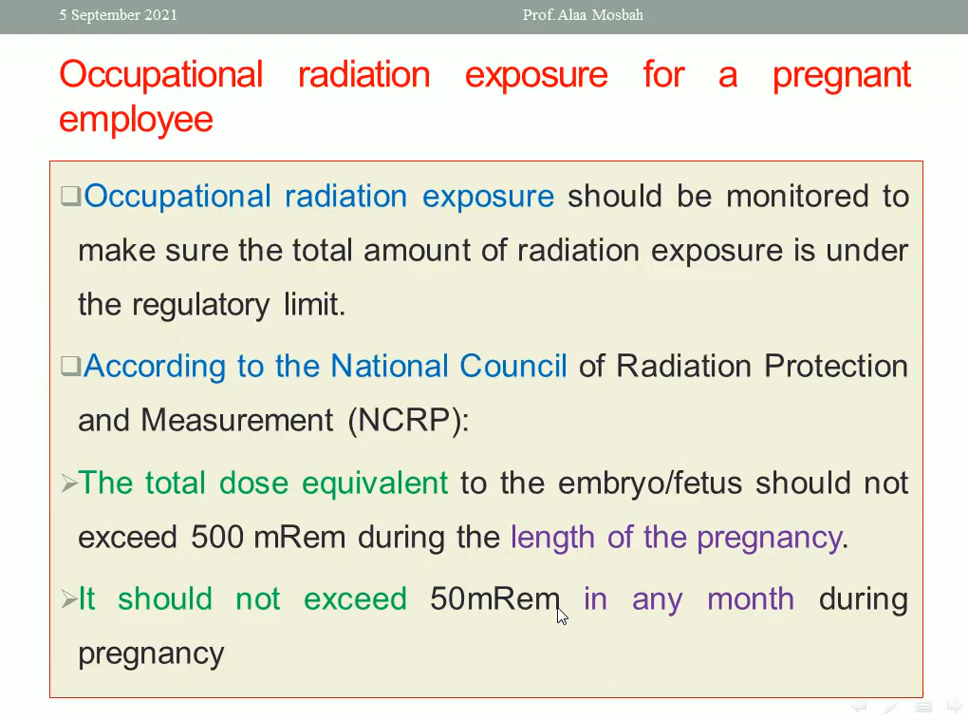 5 September 2021 Prof. Alaa Mosbah
Occupational radiation exposure for a pregnant
employee
Occupational radiation exposure should be monitored to
make sure the total amount of radiation exposure is under
the regulatory limit.
According to the National Council of Radiation Protection
and Measurement (NCRP):
The total dose equivalent to the embryo/fetus should not
exceed 500 mRem during the length of the pregnancy.
It should not exceed 50mRem in any month during
pregnancy